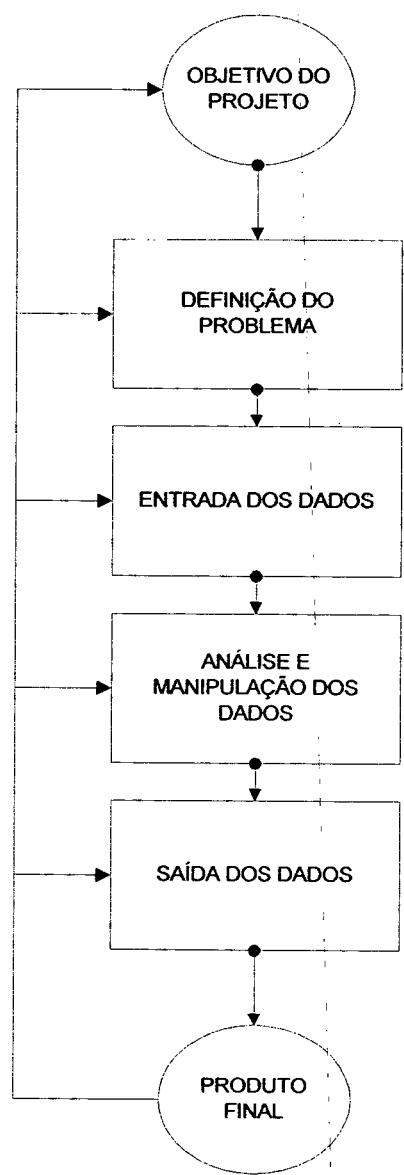 OBJETIVO DO
PROJETO
DEFINIÇÃO DO
PROBLEMA
ENTRADA DOS DADOS
ANÁLISE E
MANIPULAÇÃO DOS
DADOS
SAÍDA DOS DADOS
PRODUTO
FINAL